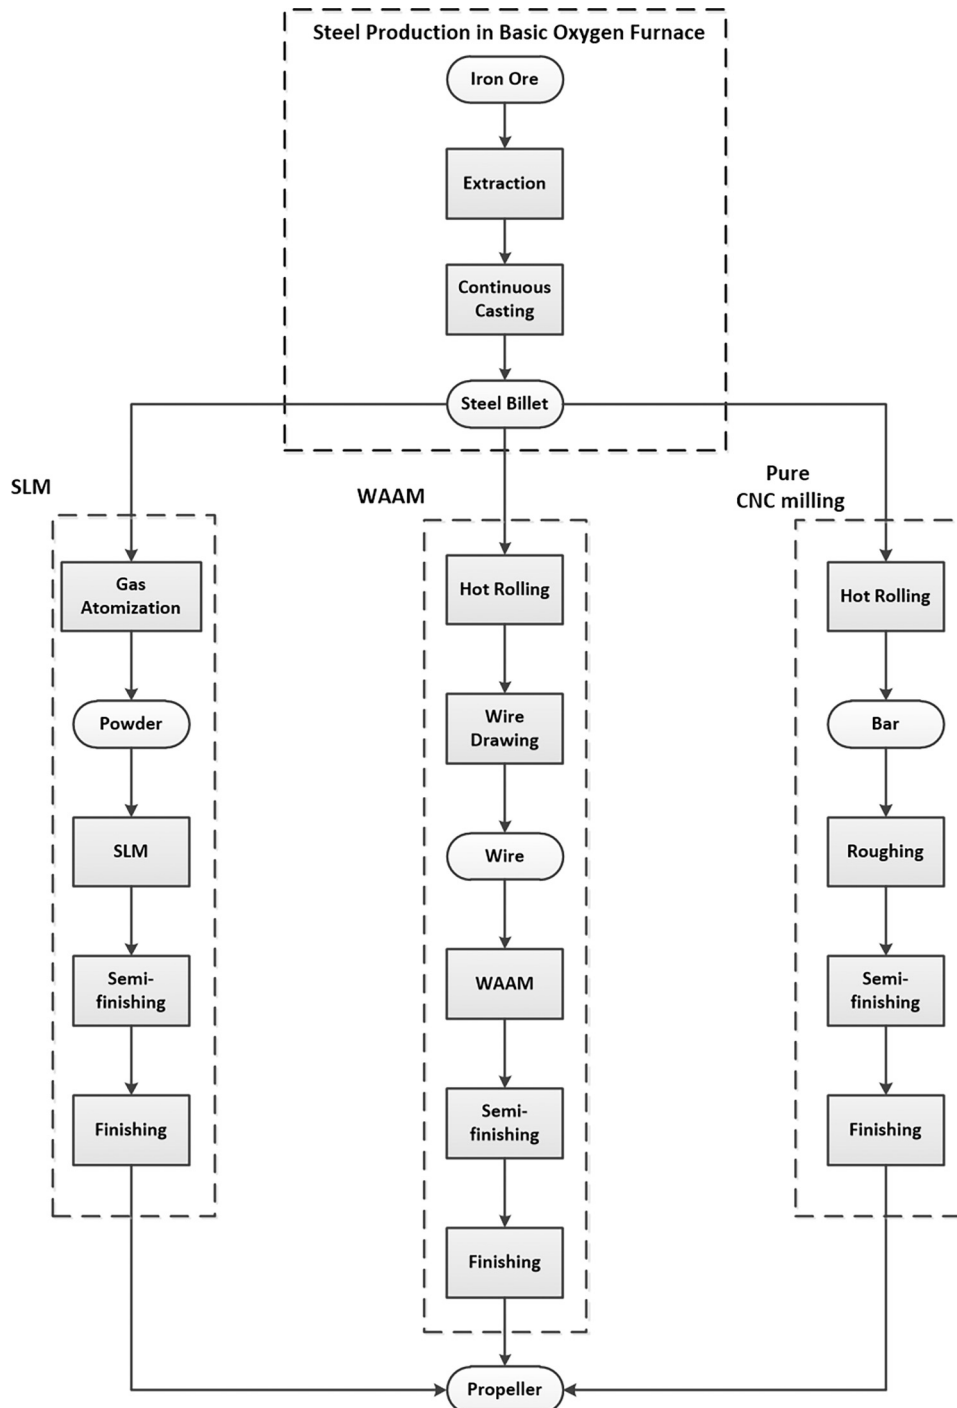 Steel Production in Basic Oxygen Furnace
Iron Ore
Extraction
Continuous
Casting
Steel Billet
SLM
Gas
Atomization
Powder
SLM
Semi-
finishing
Finishing
WAAM
Hot Rolling
Wire
Drawing
Wire
WAAM
Semi-
finishing
Finishing
Pure
CNC milling
Hot Rolling
Bar
Roughing
Semi-
finishing
Finishing
Propeller